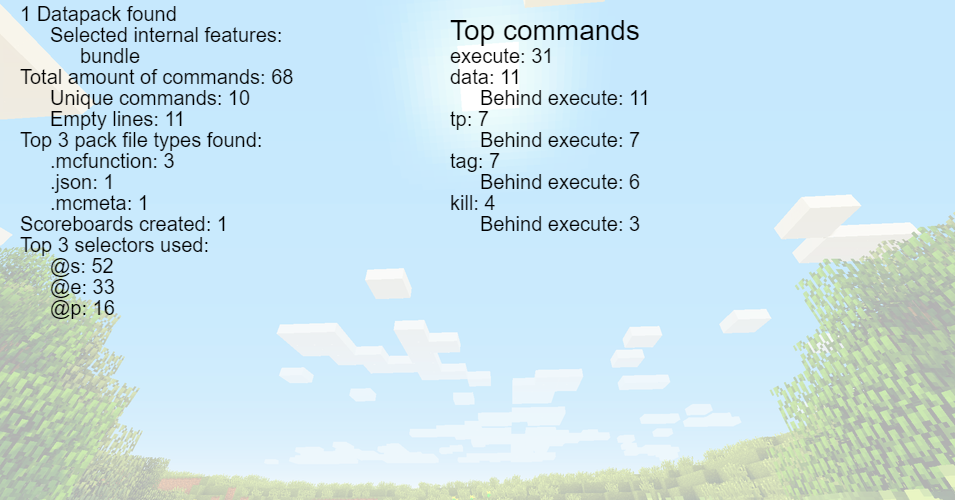 1 Datapack found
Selected internal features:
bundle
Total amount of commands: 68
Unique commands: 10
Empty lines: 11
Top 3 pack file types found:
.mcfunction: 3
.json: 1
.mcmeta: 1
Scoreboards created: 1
Top 3 selectors used:
@s: 52
@e: 33
@p: 16
Top commands
execute: 31
data: 11
Behind execute: 11
tp: 7
Behind execute: 7
tag: 7
Behind execute: 6
kill: 4
Behind execute: 3